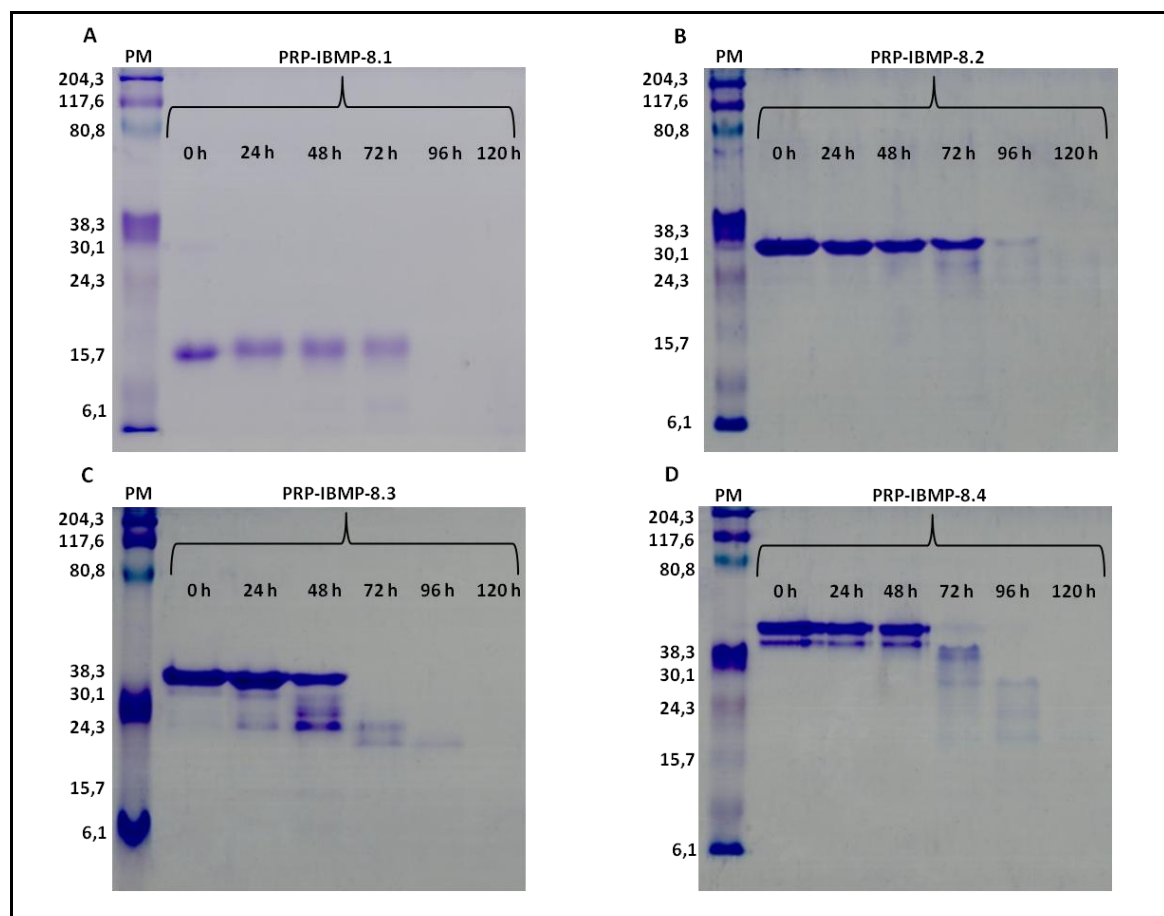 A
PM
PRP-IBMP-8.1
204,3
117,6
80,8
0 h 24 h 48 h 72 h 96 h 120 h
38,3
30,1
24,3
15,7
6,1
B
PM
PRP-IBMP-8.2
204,3
117,6
80,8
0 h 24 h 48 h 72 h 96 h 120 h
38,3
30,1
24,3
15,7
6,1
C
PM
PRP-IBMP-8.3
204,3
117,6
80,8
0 h 24 h 48 h 72 h 96 h 120 h
38,3
30,1
24,3
15,7
6,1
D
PM
PRP-IBMP-8.4
204,3
117,6
80,8
0 h 24 h 48 h 72 h 96 h 120 h
38,3
30,1
24,3
15,7
6,1